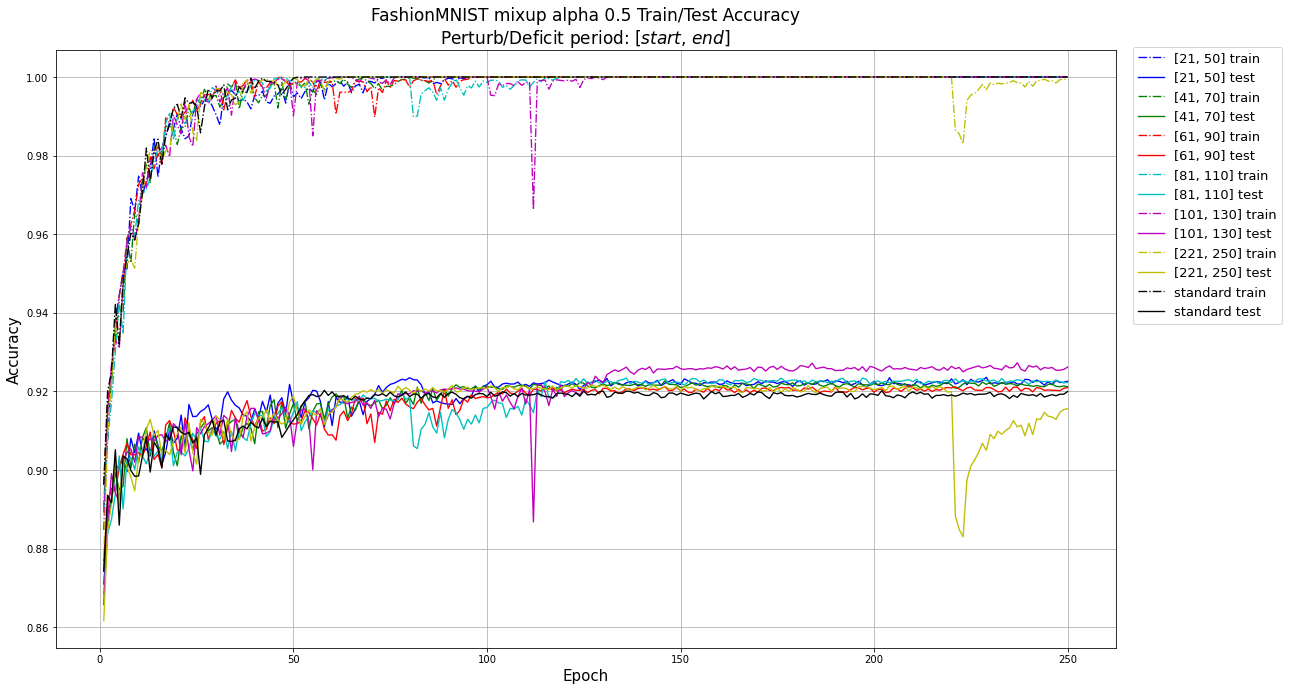 FashionMNIST mixup alpha 0.5 Train/Test Accuracy
Perturb/Deficit period: [start, end]
1.00
0.98
0.96
0.94
0.92
0.90
0.88
0.86
Accuracy
0
50
100
150
200
250
Epoch
[21, 50] train
[21, 50] test
[41, 70] train
[41, 70] test
[61, 90] train
[61, 90] test
[81, 110] train
[81, 110] test
[101, 130] train
[101, 130] test
[221, 250] train
[221, 250] test
standard train
standard test